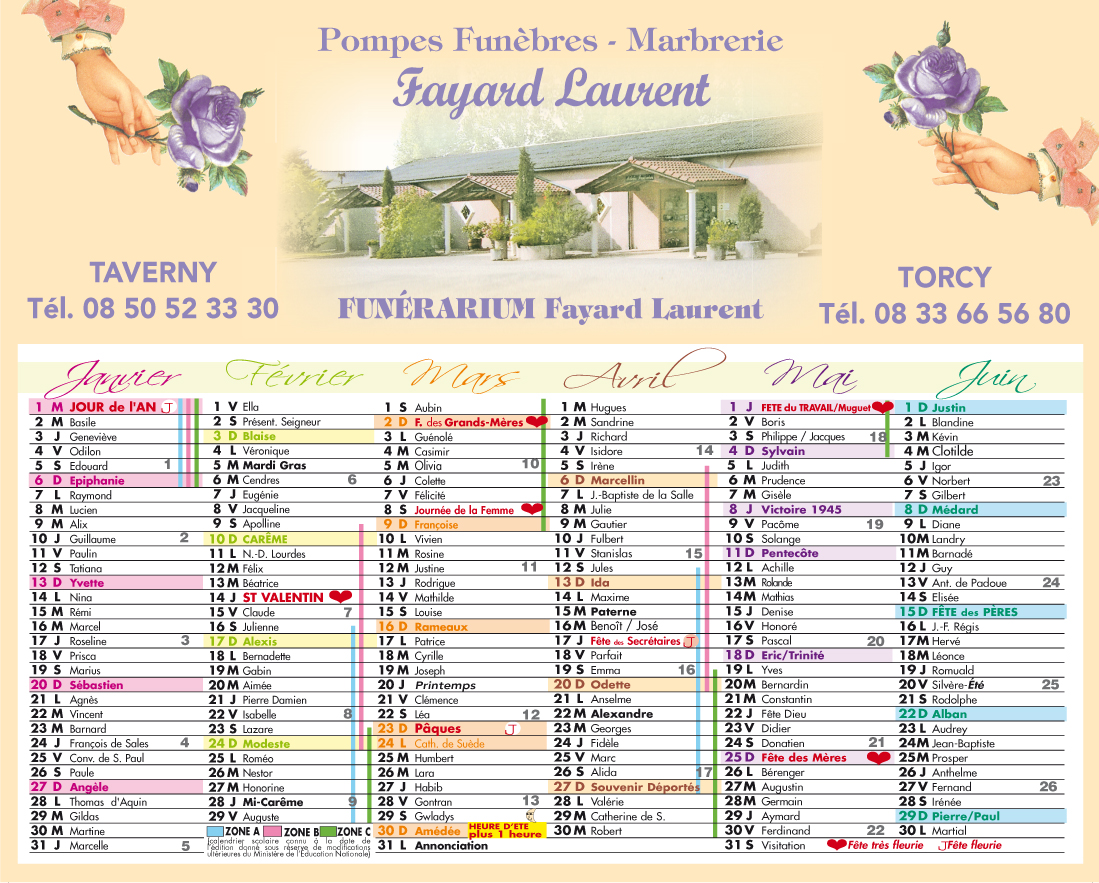 Pompes Funèbres - Marbrerie
Fayard Laurent
TAVERNY
Tél. 08 50 52 33 30
FUNÉRARIUM Fayard Laurent
TORCY
Tél. 08 33 66 56 80
Janvier
1 M JOUR de l'AN J
2 M Basile
3 J Geneviève
4 V Odilon
5 S Edouard 1
6 D Epiphanie
7 L Raymond
8 M Lucien
9 M Alix
10 J Guillaume 2
11 V Paulin
12 S Tatiana
13 D Yvette
14 L Nina
15 M Rémi
16 M Marcel
17 J Roseline 3
18 V Prisca
19 S Marius
20 D Sébastien
21 L Agnès
22 M Vincent
23 M Barnard
24 J François de Sales 4
25 V Conv. de S. Paul
26 S Paule
27 D Angèle
28 L Thomas d'Aquin
29 M Gildas
30 M Martine
31 J Marcelle 5
Février
1 V Ella
2 S Présent. Seigneur
3 D Blaise
4 L Véronique
5 M Mardi Gras
6 M Cendres 6
7 J Eugénie
8 V Jacqueline
9 S Apolline
10 D CARÊME
11 L N.-D. Lourdes
12 M Félix
13 M Béatrice
14 J ST VALENTIN
15 V Claude 7
16 S Julienne
17 D Alexis
18 L Bernadette
19 M Gabin
20 M Aimée
21 J Pierre Damien
22 V Isabelle 8
23 S Lazare
24 D Modeste
25 L Roméo
26 M Nestor
27 M Honorine
28 J Mi-Carême 9
29 V Auguste
ZONE A ZONE B ZONE C
(calendrier scolaire connu à la date de
l'édition donné sous réserve de modifications
ultérieures du Ministère de l'Education Nationale)
Mars
1 S Aubin
2 D F. des Grands-Mères
3 L Guénolé
4 M Casimir
5 M Olivia 10
6 J Colette
7 V Félicité
8 S Journée de la Femme
9 D Françoise
10 L Vivien
11 M Rosine
12 M Justine 11
13 J Rodrigue
14 V Mathilde
15 S Louise
16 D Rameaux
17 L Patrice
18 M Cyrille
19 M Joseph
20 J Printemps
21 V Clémence
22 S Léa 12
23 D Pâques J
24 L Cath. de Suède
25 M Humbert
26 M Lara
27 J Habib
28 V Gontran 13
29 S Gwladys
30 D Amédée HEURE D'ETE
plus 1 heure
31 L Annonciation
Avril
1 M Hugues
2 M Sandrine
3 J Richard
4 V Isidore 14
5 S Irène
6 D Marcellin
7 L J.-Baptiste de la Salle
8 M Julie
9 M Gautier
10 J Fulbert
11 V Stanislas 15
12 S Jules
13 D Ida
14 L Maxime
15 M Paterne
16 M Benoît / José
17 J Fête des Secrétaires J
18 V Parfait
19 S Emma 16
20 D Odette
21 L Anselme
22 M Alexandre
23 M Georges
24 J Fidèle
25 V Marc
26 S Alida 17
27 D Souvenir Déportés
28 L Valérie
29 M Catherine de S.
30 M Robert
Mai
1 J FETE du TRAVAIL/Muguet
2 V Boris
3 S Philippe / Jacques 18
4 D Sylvain
5 L Judith
6 M Prudence
7 M Gisèle
8 J Victoire 1945
9 V Pacôme 19
10 S Solange
11 D Pentecôte
12 L Achille
13 M Rolande
14 M Mathias
15 J Denise
16 V Honoré
17 S Pascal 20
18 D Eric/Trinité
19 L Yves
20 M Bernardin
21 M Constantin
22 J Fête Dieu
23 V Didier
24 S Donatien 21
25 D Fête des Mères
26 L Bérenger
27 M Augustin
28 M Germain
29 J Aymard
30 V Ferdinand 22
31 S Visitation
Juin
1 D Justin
2 L Blandine
3 M Kévin
4 M Clotilde
5 J Igor
6 V Norbert 23
7 S Gilbert
8 D Médard
9 L Diane
10 M Landry
11 M Barnadé
12 J Guy
13 V Ant. de Padoue 24
14 S Elisée
15 D FÊTE des PÈRES
16 L J.-F. Régis
17 M Hervé
18 M Léonce
19 J Romuald
20 V Silvère-Été 25
21 S Rodolphe
22 D Alban
23 L Audrey
24 M Jean-Baptiste
25 M Prosper
26 J Anthelme
27 V Fernand 26
28 S Irénée
29 D Pierre/Paul
30 L Martial
Fête très fleurie J Fête fleurie